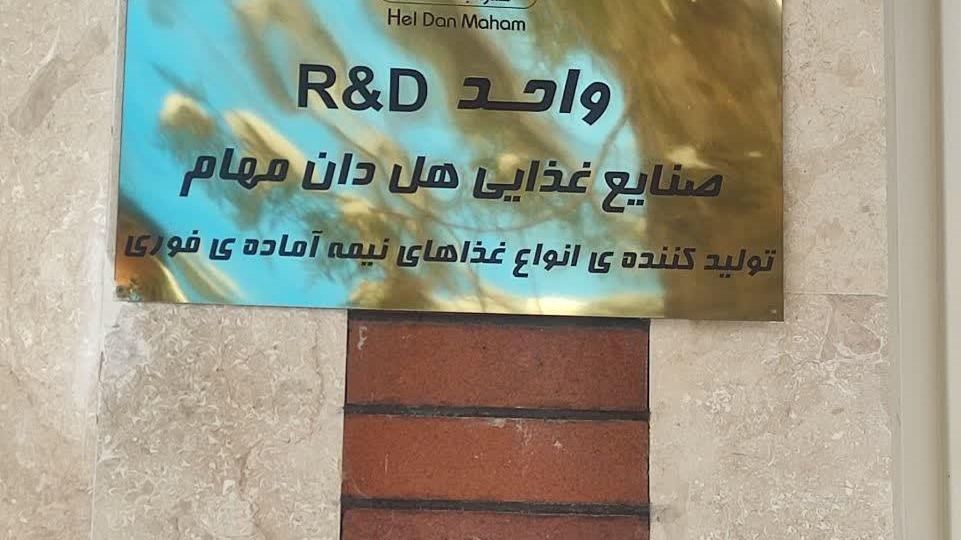 Hel Dan Maham
واحد R&D
صنایع غذایی هل دان مهام
تولید کننده ی انواع غذاهای نیمه آماده ی فوری